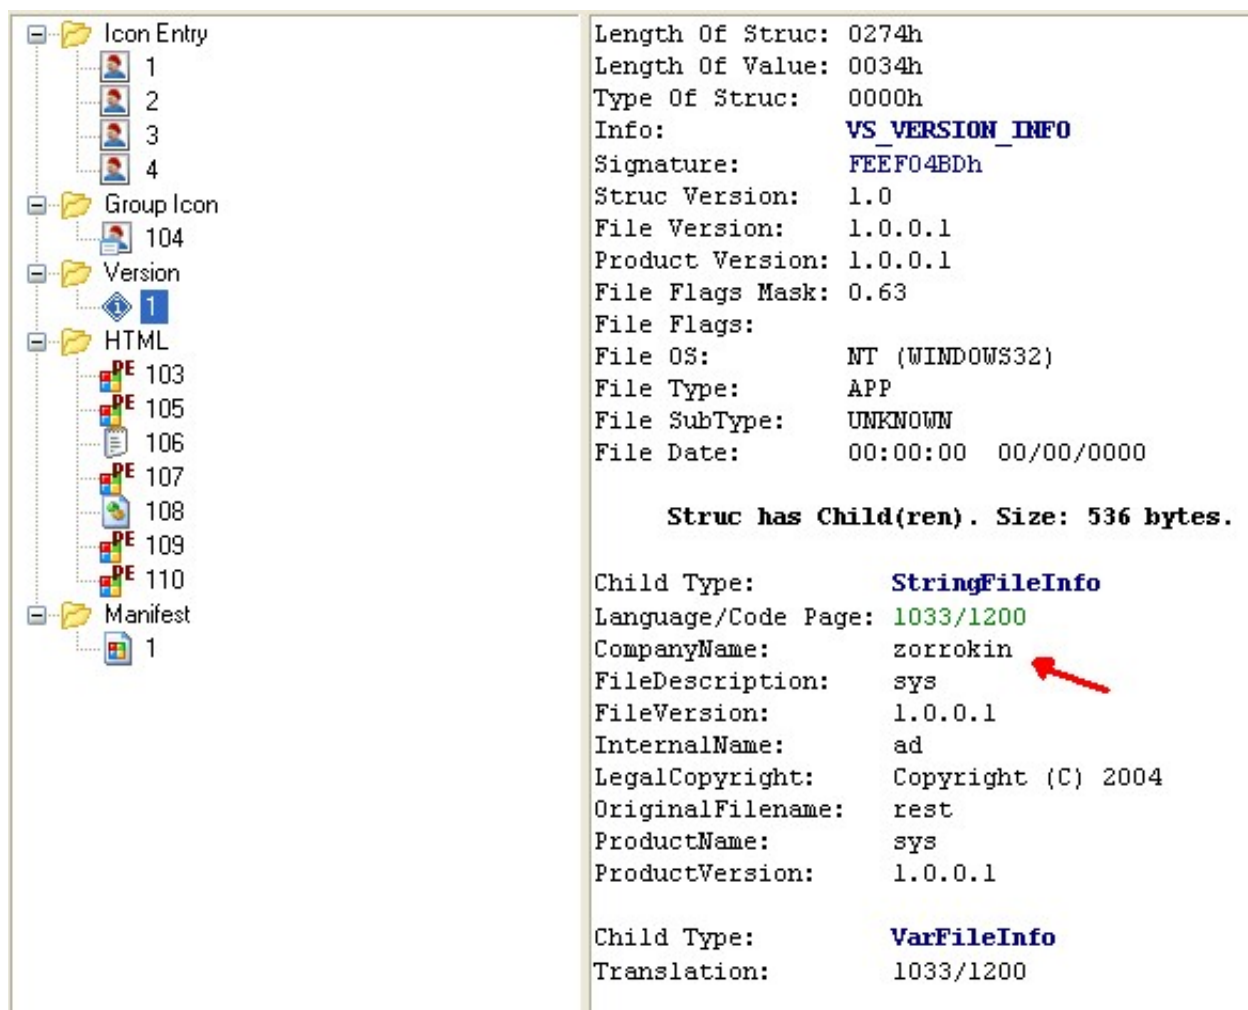 Icon Entry
1
2
3
4
Group Icon
104
Version
1
HTML
PE 103
PE 105
106
PE 107
108
PE 109
PE 110
Manifest
1
Length Of Struc: 0274h
Length Of Value: 0034h
Type Of Struc: 0000h
Info: VS_VERSION_INFO
Signature: FEEF04BDh
Struc Version: 1.0
File Version: 1.0.0.1
Product Version: 1.0.0.1
File Flags Mask: 0.63
File Flags:
File OS: NT (WINDOWS32)
File Type: APP
File SubType: UNKNOWN
File Date: 00:00:00 00/00/0000
Struc has Child(ren). Size: 536 bytes.
Child Type: StringFileInfo
Language/Code Page: 1033/1200
CompanyName: zorrokin
FileDescription: sys
FileVersion: 1.0.0.1
InternalName: ad
LegalCopyright: Copyright (C) 2004
OriginalFilename: rest
ProductName: sys
ProductVersion: 1.0.0.1
Child Type: VarFileInfo
Translation: 1033/1200